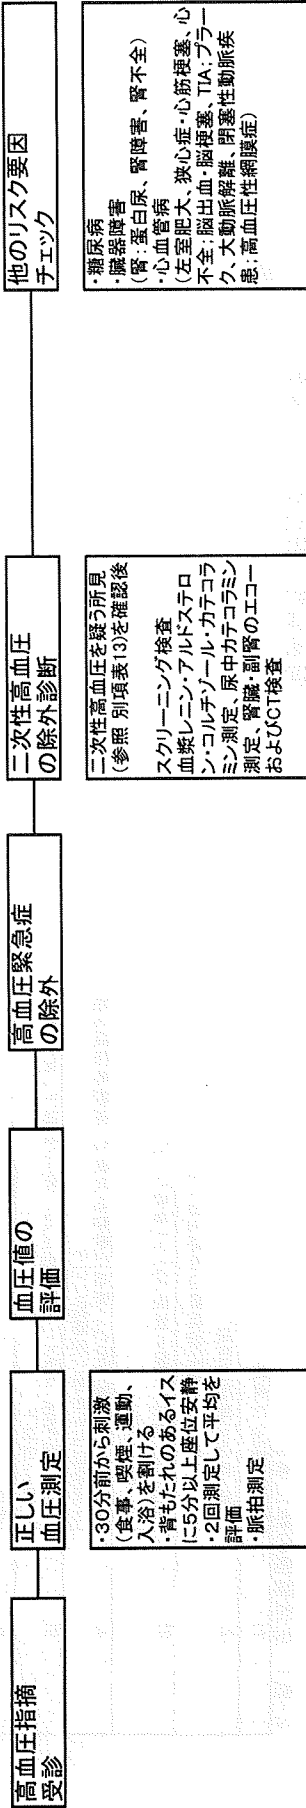 高血圧指摘
受診
正しい
血圧測定
・30分前から刺激
(食事、喫煙、運動、
入浴)を割ける
・背もたれのあるイス
に5分以上座位安静
・2回測定して平均を
評価
・脈拍測定
血圧値の
評価
高血圧緊急症
の除外
二次性高血圧
の除外診断
二次性高血圧を疑う所見
(参照 別項表13)を確認後
スクリーニング検査
血漿レニン・アルドステロ
ン・コルチゾール・カテコラ
ミン測定、尿中カテコラミン
測定、腎臓・副腎のエコー
およびCT検査
他のリスク要因
チェック
・糖尿病
・臓器障害
(腎:蛋白尿、腎障害、腎不全)
・心血管病
(左室肥大、狭心症・心筋梗塞、心
不全;脳出血・脳梗塞、TIA;プラー
ク、大動脈解離、閉塞性動脈疾
患;高血圧性網膜症)